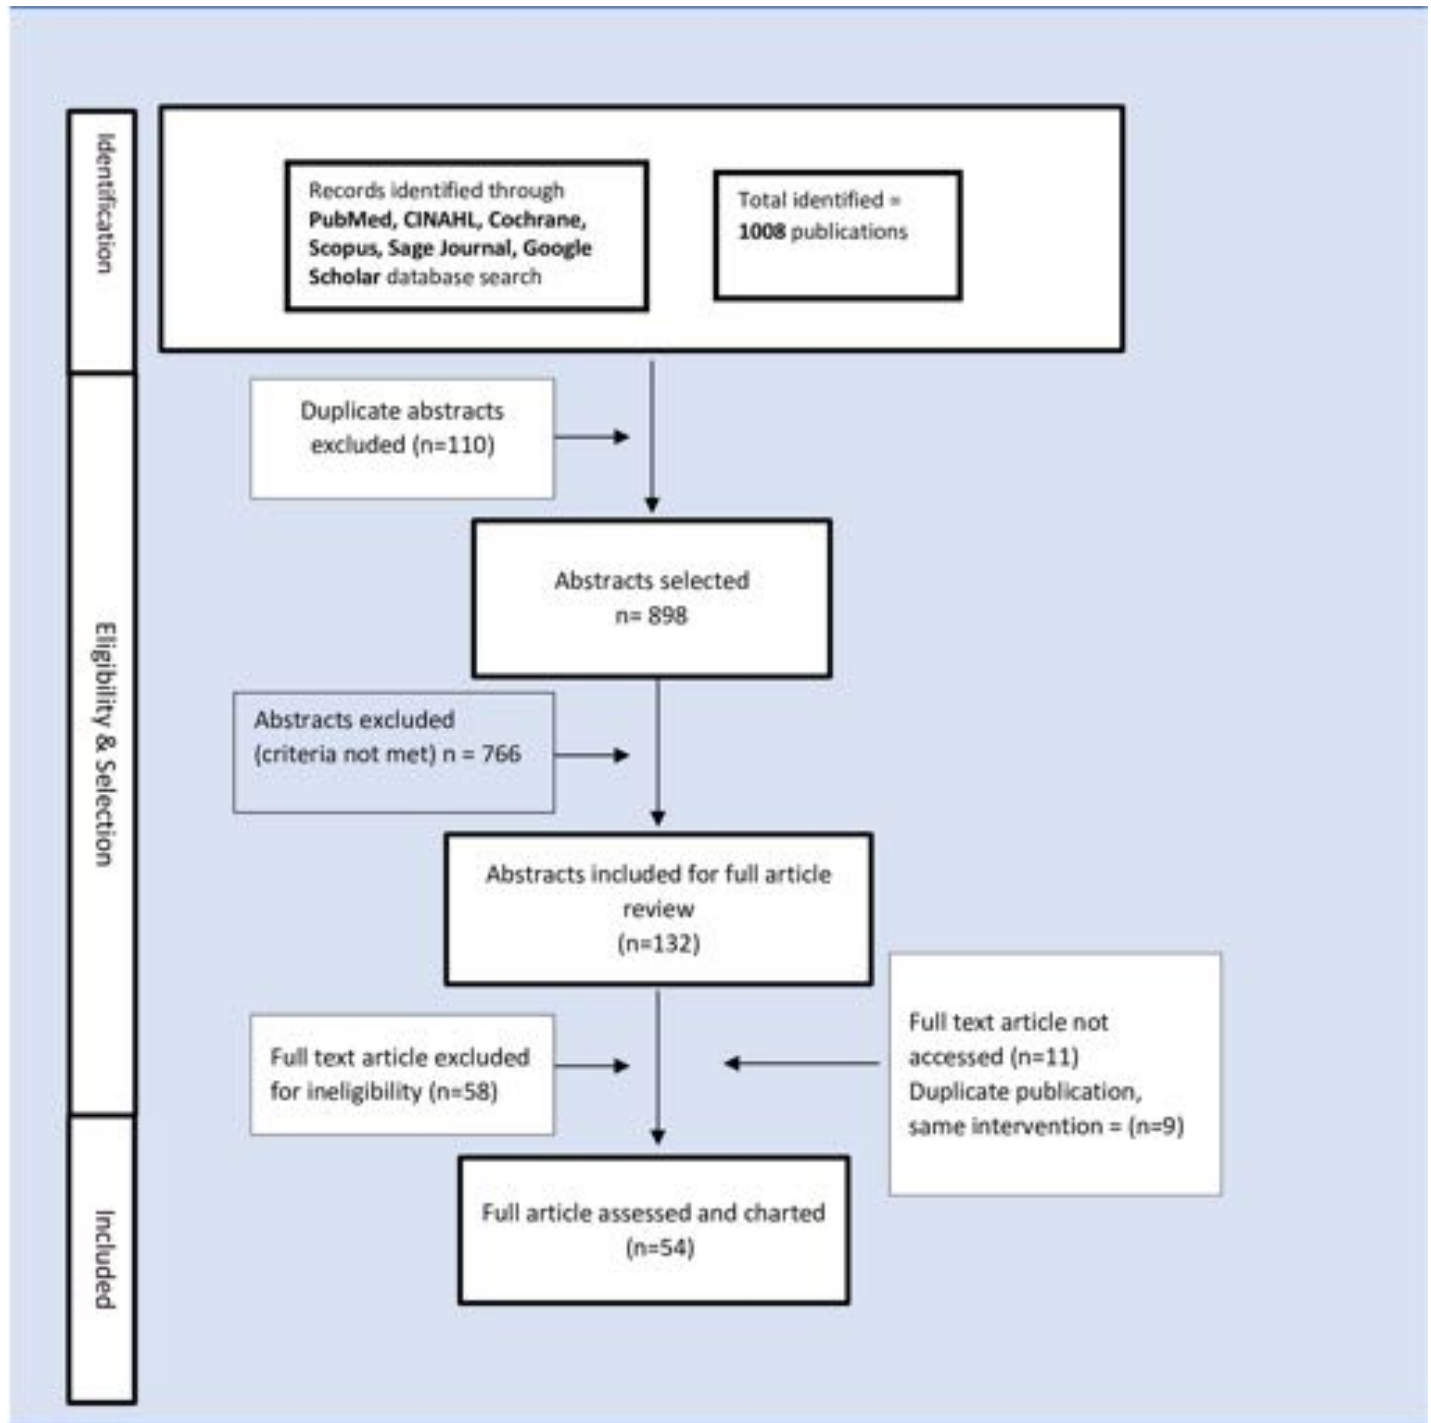 Identification
Records identified through
PubMed, CINAHL, Cochrane,
Scopus, Sage Journal, Google
Scholar database search
Total identified =
1008 publications
Eligibility & Selection
Duplicate abstracts
excluded (n=110)
Abstracts selected
n= 898
Abstracts excluded
(criteria not met) n = 766
Abstracts included for full article
review
(n=132)
Full text article excluded
for ineligibility (n=58)
Full text article not
accessed (n=11)
Duplicate publication,
same intervention = (n=9)
Included
Full article assessed and charted
(n=54)